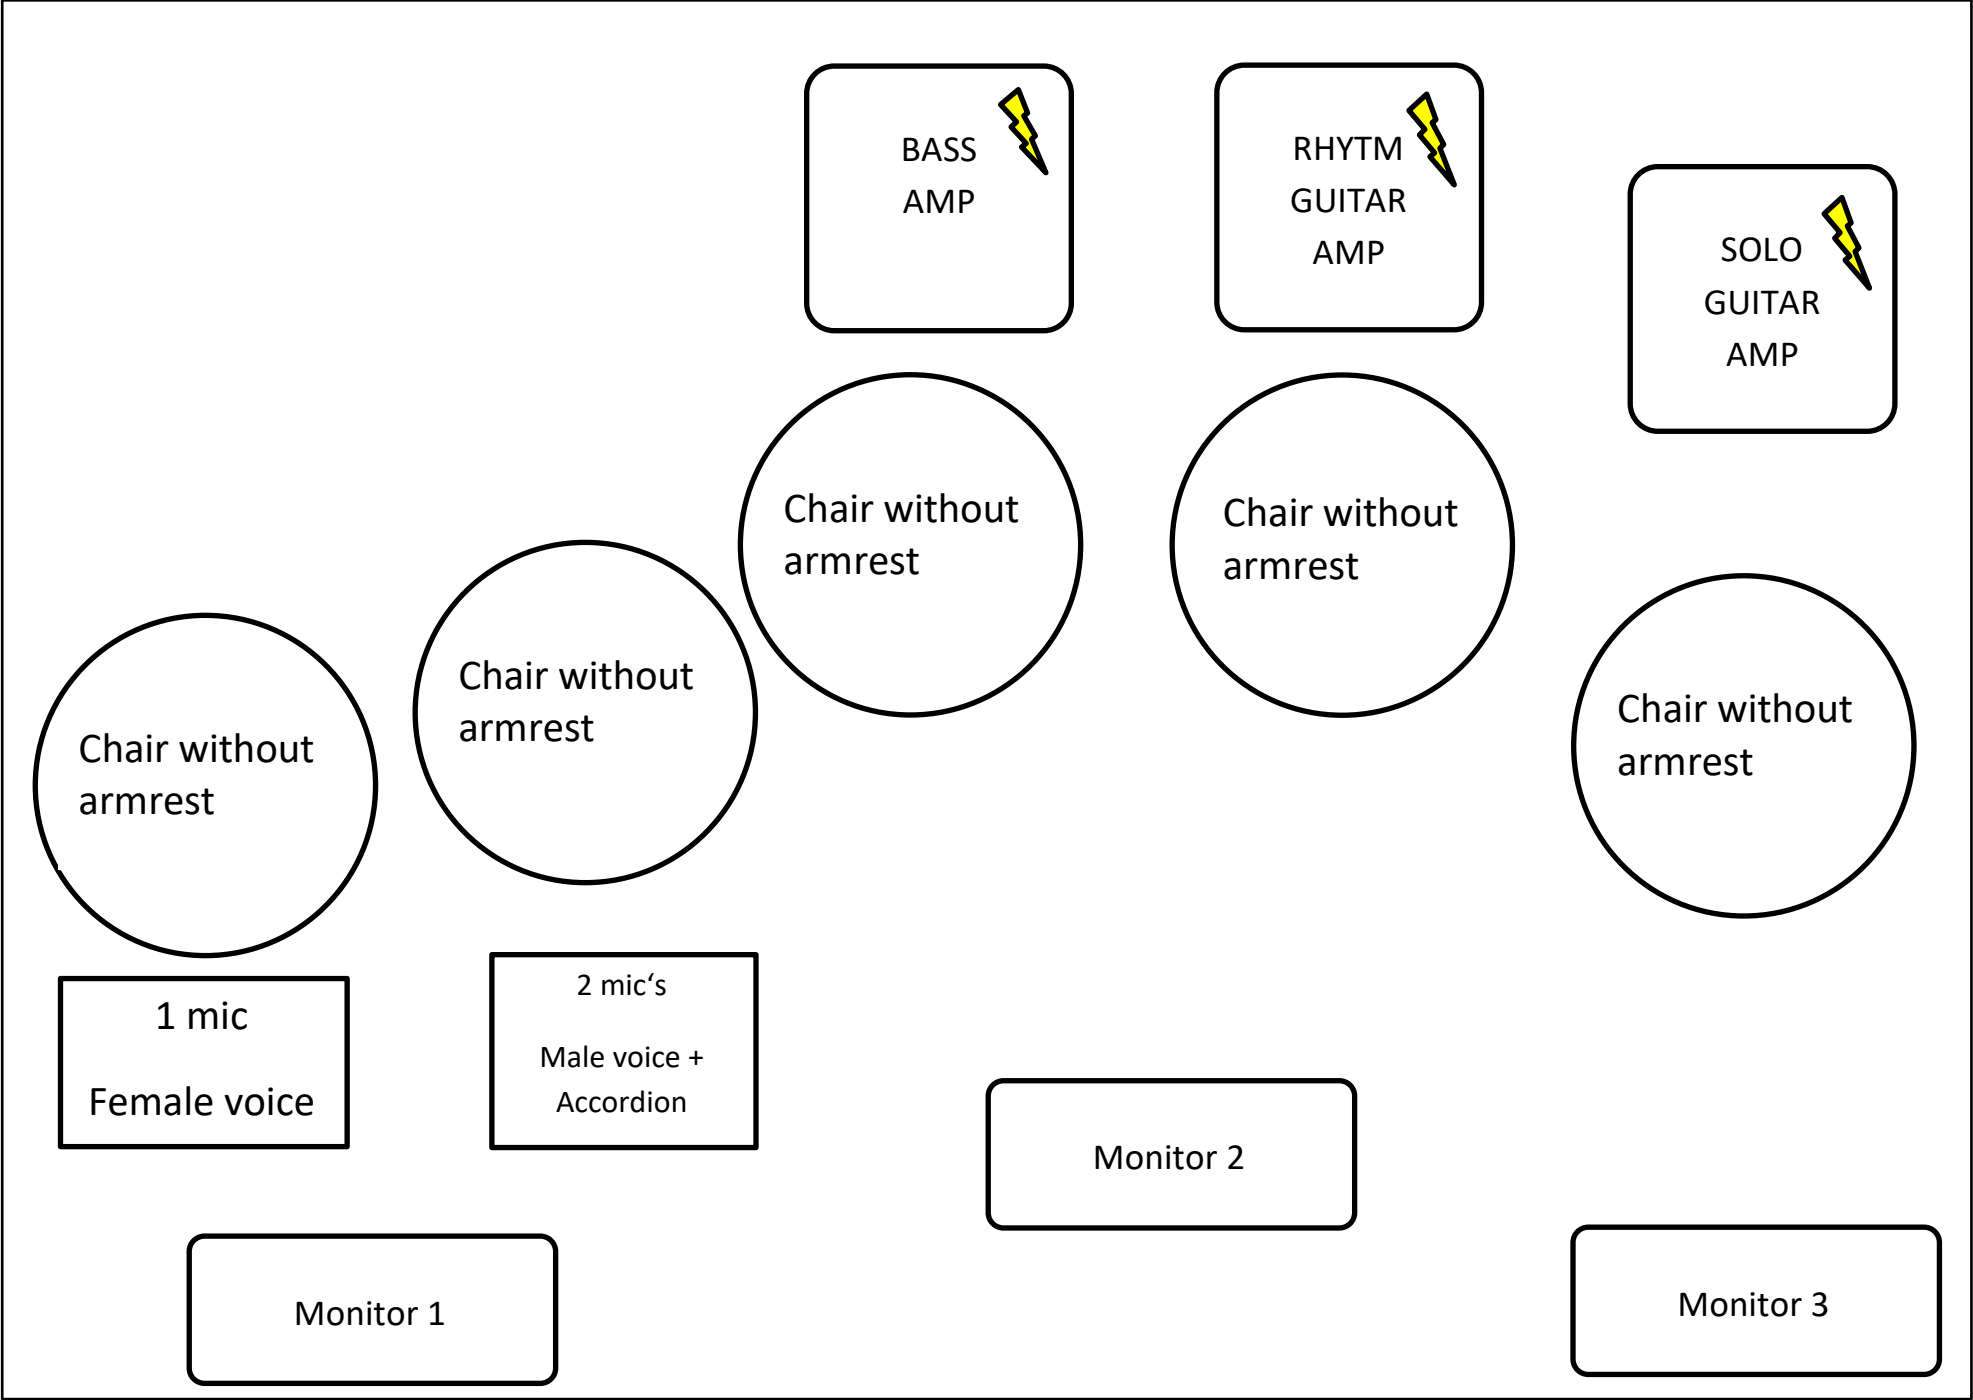 BASS
AMP
RHYTM
GUITAR
AMP
SOLO
GUITAR
AMP
Chair without
armrest
Chair without
armrest
Chair without
armrest
Chair without
armrest
Chair without
armrest
1 mic
Female voice
2 mic‘s
Male voice +
Accordion
Monitor 2
Monitor 1
Monitor 3